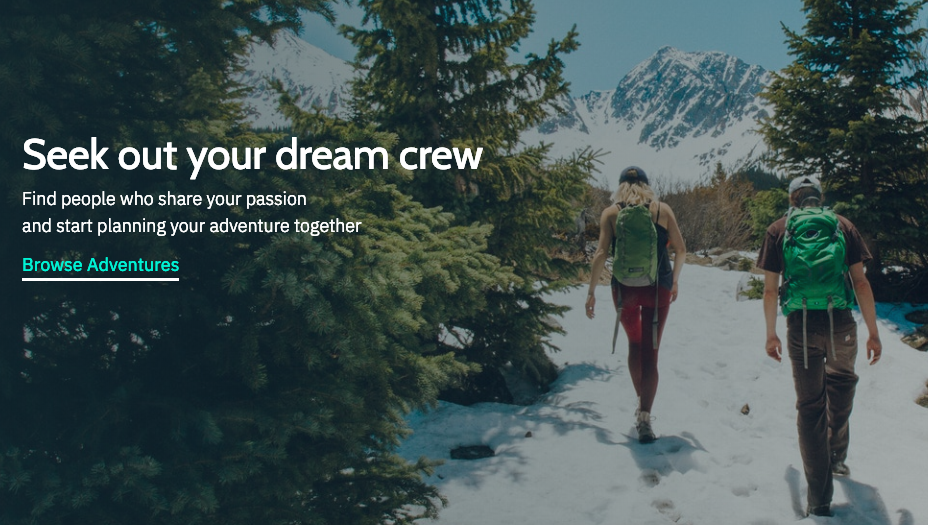 Seek out your dream crew
Find people who share your passion
and start planning your adventure together
Browse Adventures